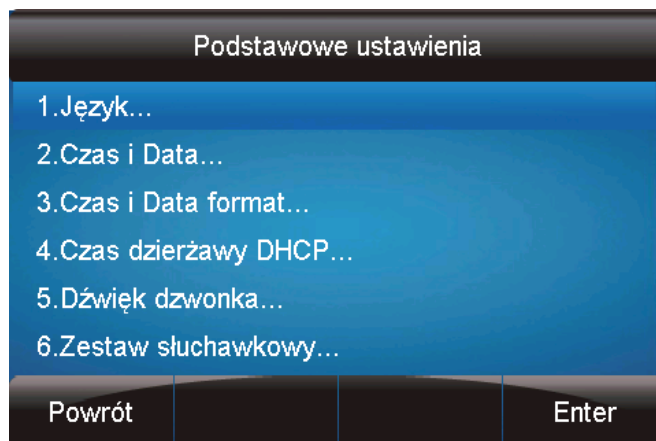 Podstawowe ustawienia
1.Język...
2.Czas i Data...
3.Czas i Data format...
4.Czas dzierżawy DHCP...
5.Dźwięk dzwonka...
6.Zestaw słuchawkowy...
Powrót Enter